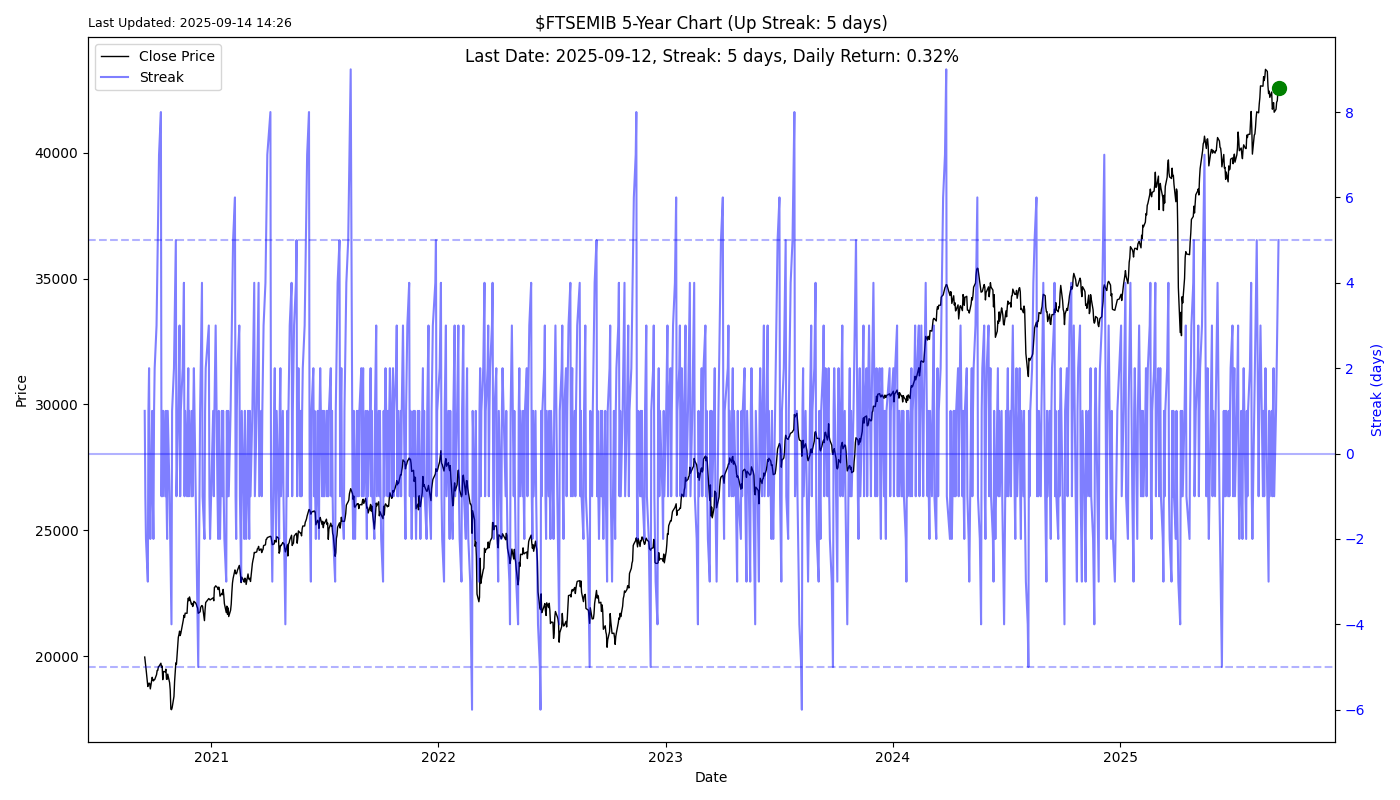 Last Updated: 2025-09-14 14:26
$FTSEMIB 5-Year Chart (Up Streak: 5 days)
Last Date: 2025-09-12, Streak: 5 days, Daily Return: 0.32%
Close Price
Streak
40000
35000
30000
25000
20000
Price
8
6
4
2
0
−2
−4
−6
Streak (days)
2021
2022
2023
2024
2025
Date